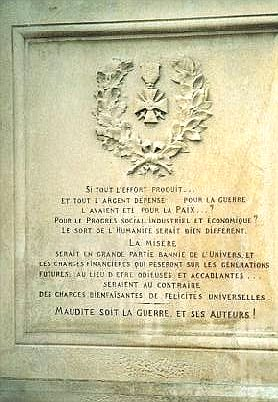 SI TOUT L'EFFORT PRODUIT...
ET TOUT L'ARGENT DEPENSE POUR LA GUERRE
L'AVAIENT ETE POUR LA PAIX...?
POUR LE PROGRES SOCIAL INDUSTRIEL ET ECONOMIQUE?
LE SORT DE L'HUMANITE SERAIT BIEN DIFFERENT.
LA MISERE
SERAIT EN GRANDE PARTIE BANNIE DE L'UNIVERS, ET
LES CHARGES FINANCIERES QUI PESERONT SUR LES GENERATIONS
FUTURES, AU LIEU D'ETRE ODIEUSES ET ACCABLANTES...
SERAIENT AU CONTRAIRE
DES CHARGES BIENFAISANTES DE FELICITES UNIVERSELLES.
MAUDITE SOIT LA GUERRE, ET SES AUTEURS!